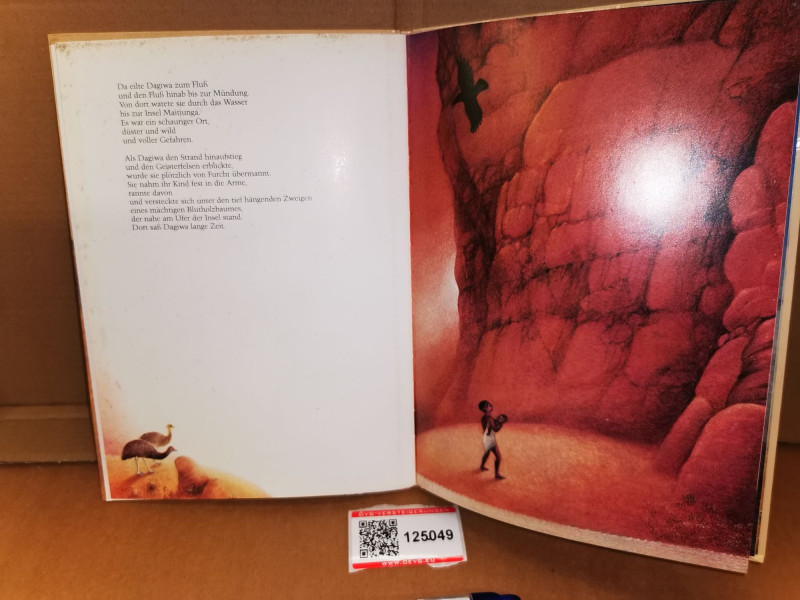 Da eilte Dagiwa zum Fluß
und den Fluß hinab bis zur Mündung.
Von dort watete sie durch das Wasser
bis zur Insel Mainunga.
Es war ein schauriger Ort,
düster und wild
und voller Gefahren.
Als Dagiwa den Strand hinaufstieg
und den Geisterfelsen erblickte,
wurde sie plötzlich von Furcht übermannt.
Sie nahm ihr Kind fest in die Arme,
rannte davon
und versteckte sich unter den tief hängenden Zweigen
eines mächtigen Blutholzbaumes,
der nahe am Ufer der Insel stand.
Dort saß Dagiwa lange Zeit.
125049
WWW.DEYG.EU